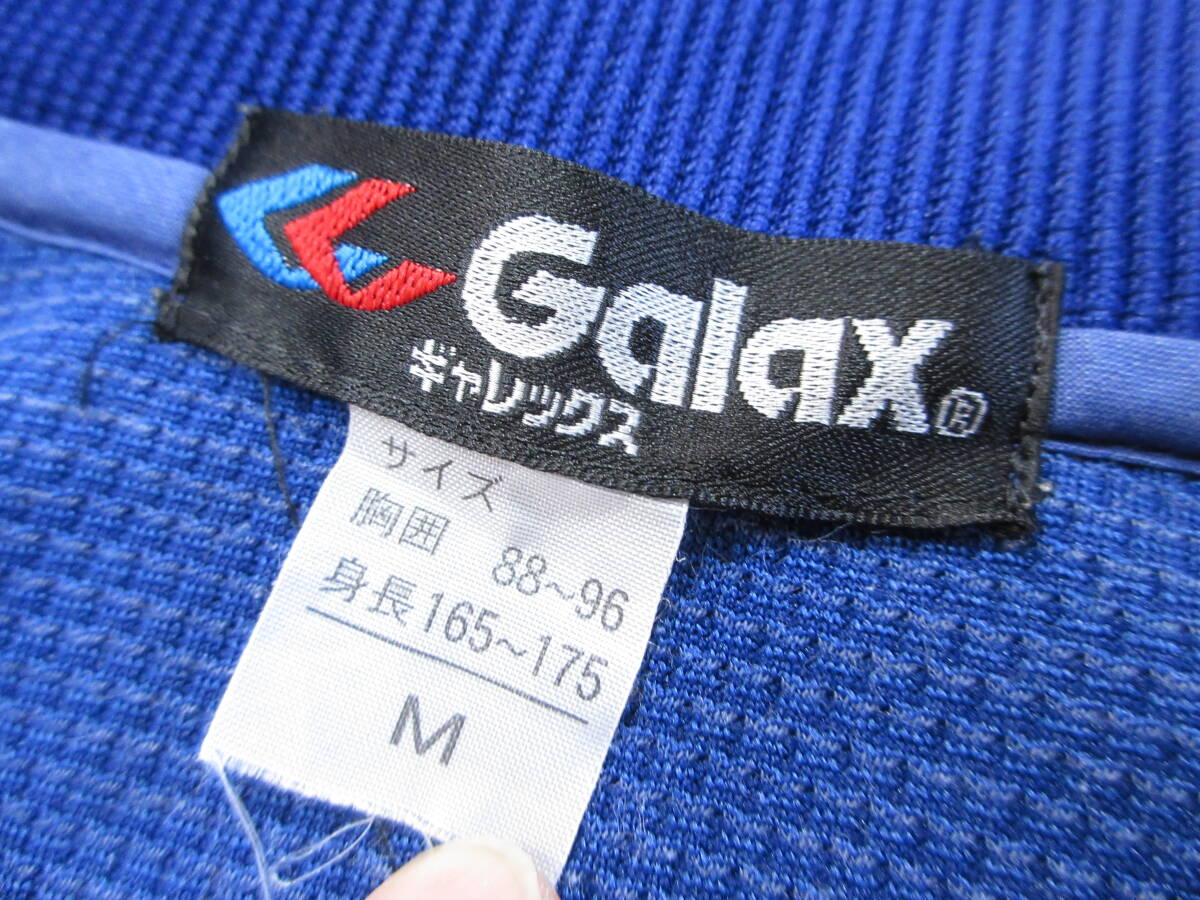 Galax®
ギャレックス
サイズ
胸囲 88~96
身長 165~175
M